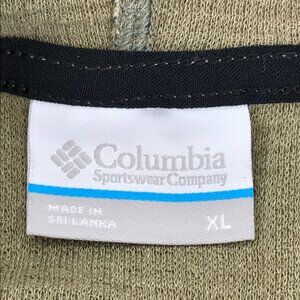 Columbia
Sportswear Company
MADE IN
SRI LANKA
XL